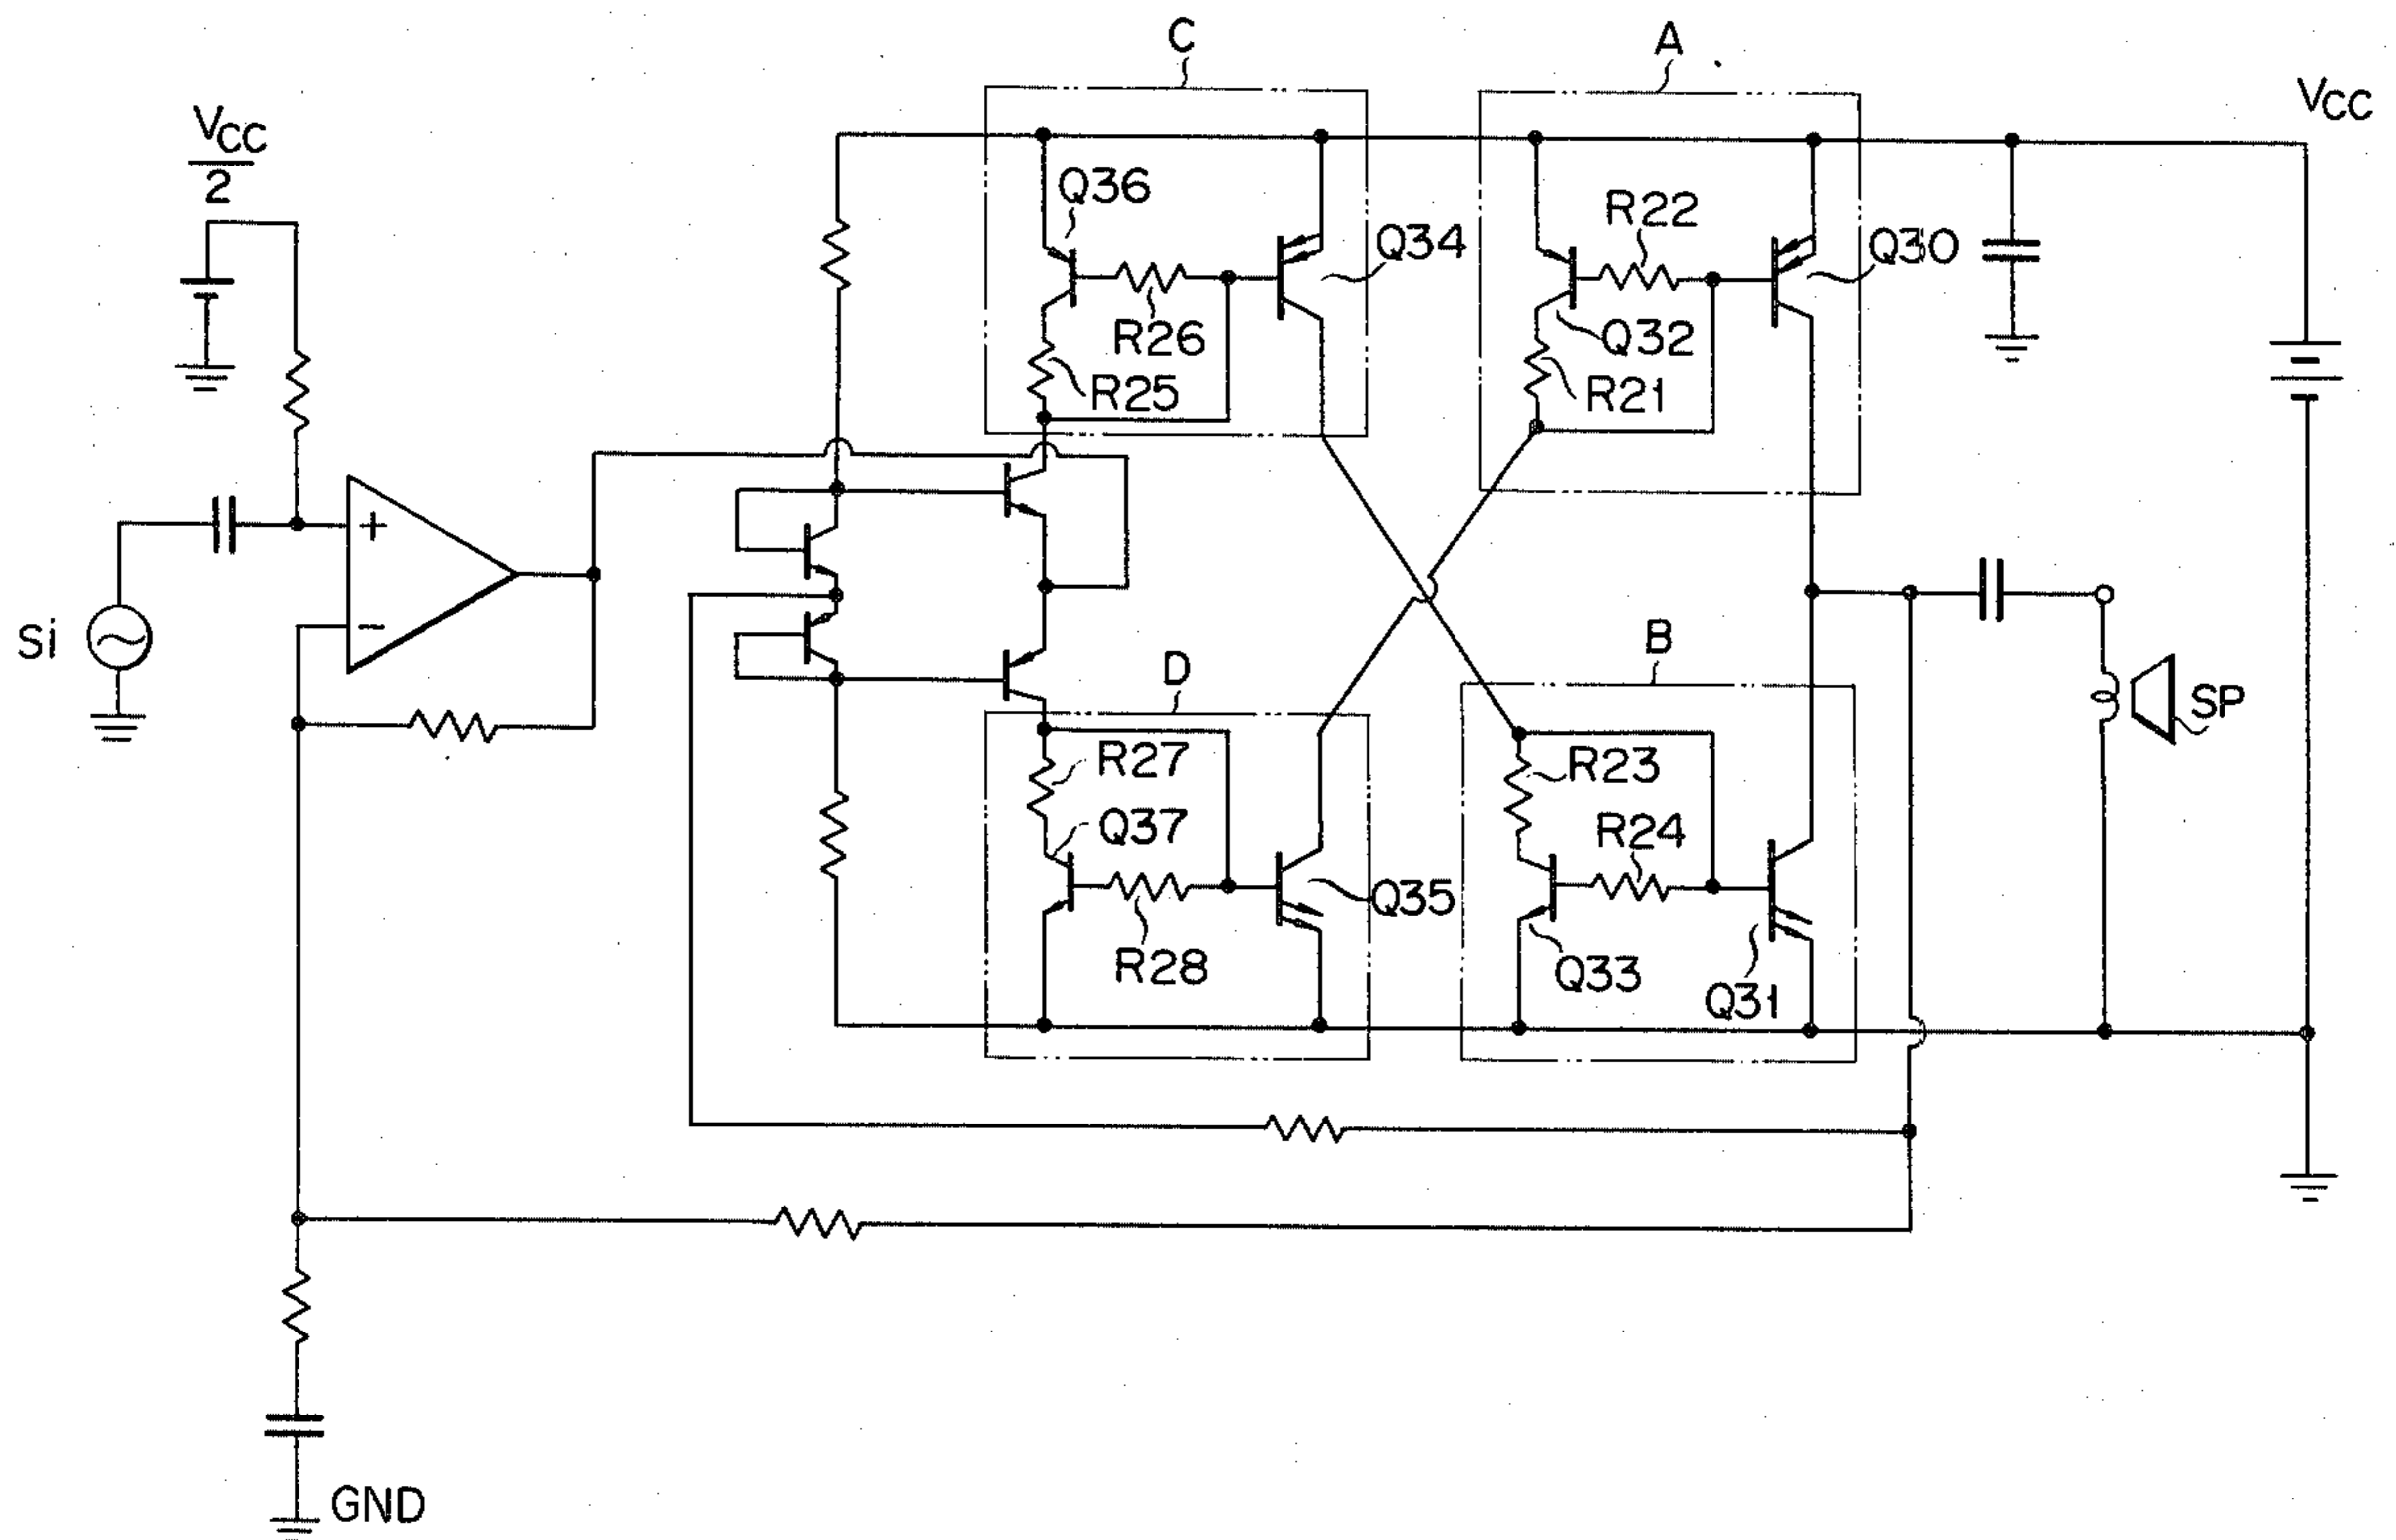 C
A
VCC
VCC
2
Q36
R22
Q34
Q30
R26
Q32
R25
R21
+
Si
−
B
D
SP
R27
R23
Q37
R24
Q35
R28
Q33
Q31
GND